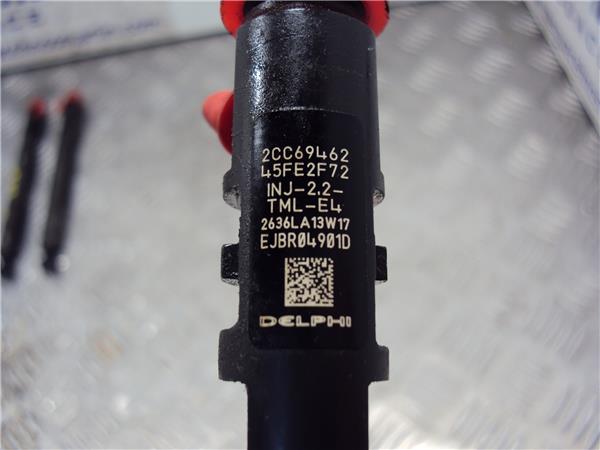 2CC69462
45FE2F72
INJ-2.2-
TML-E4
2636LA13W17
EJBR04901D
DELPHI